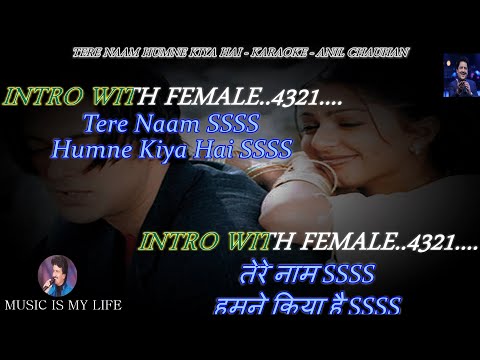 TERE NAAM HUMNE KIYA HAI - KARAOKE - ANIL CHAUHAN
INTRO WITH FEMALE..4321....
Tere Naam SSSS
Humne Kiya Hai SSSS
INTRO WITH FEMALE..4321....
तेरे नाम SSSS
हमने किया है SSSS
MUSIC IS MY LIFE